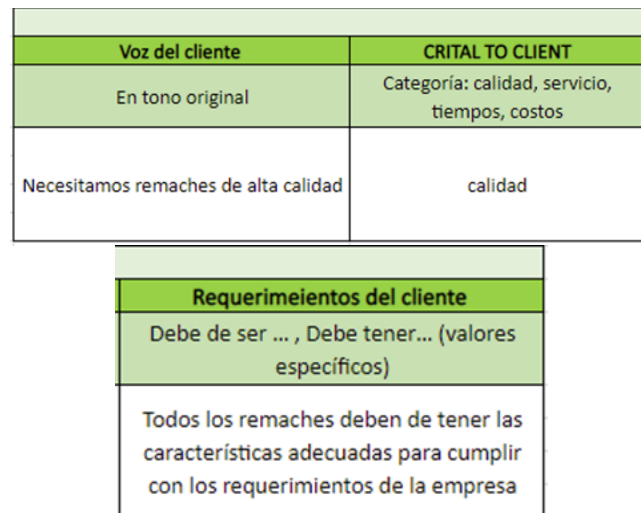 Voz del cliente
CRITAL TO CLIENT
En tono original
Categoría: calidad, servicio,
tiempos, costos
Necesitamos remaches de alta calidad
calidad
Requerimeientos del cliente
Debe de ser ... , Debe tener... (valores
específicos)
Todos los remaches deben de tener las
características adecuadas para cumplir
con los requerimientos de la empresa